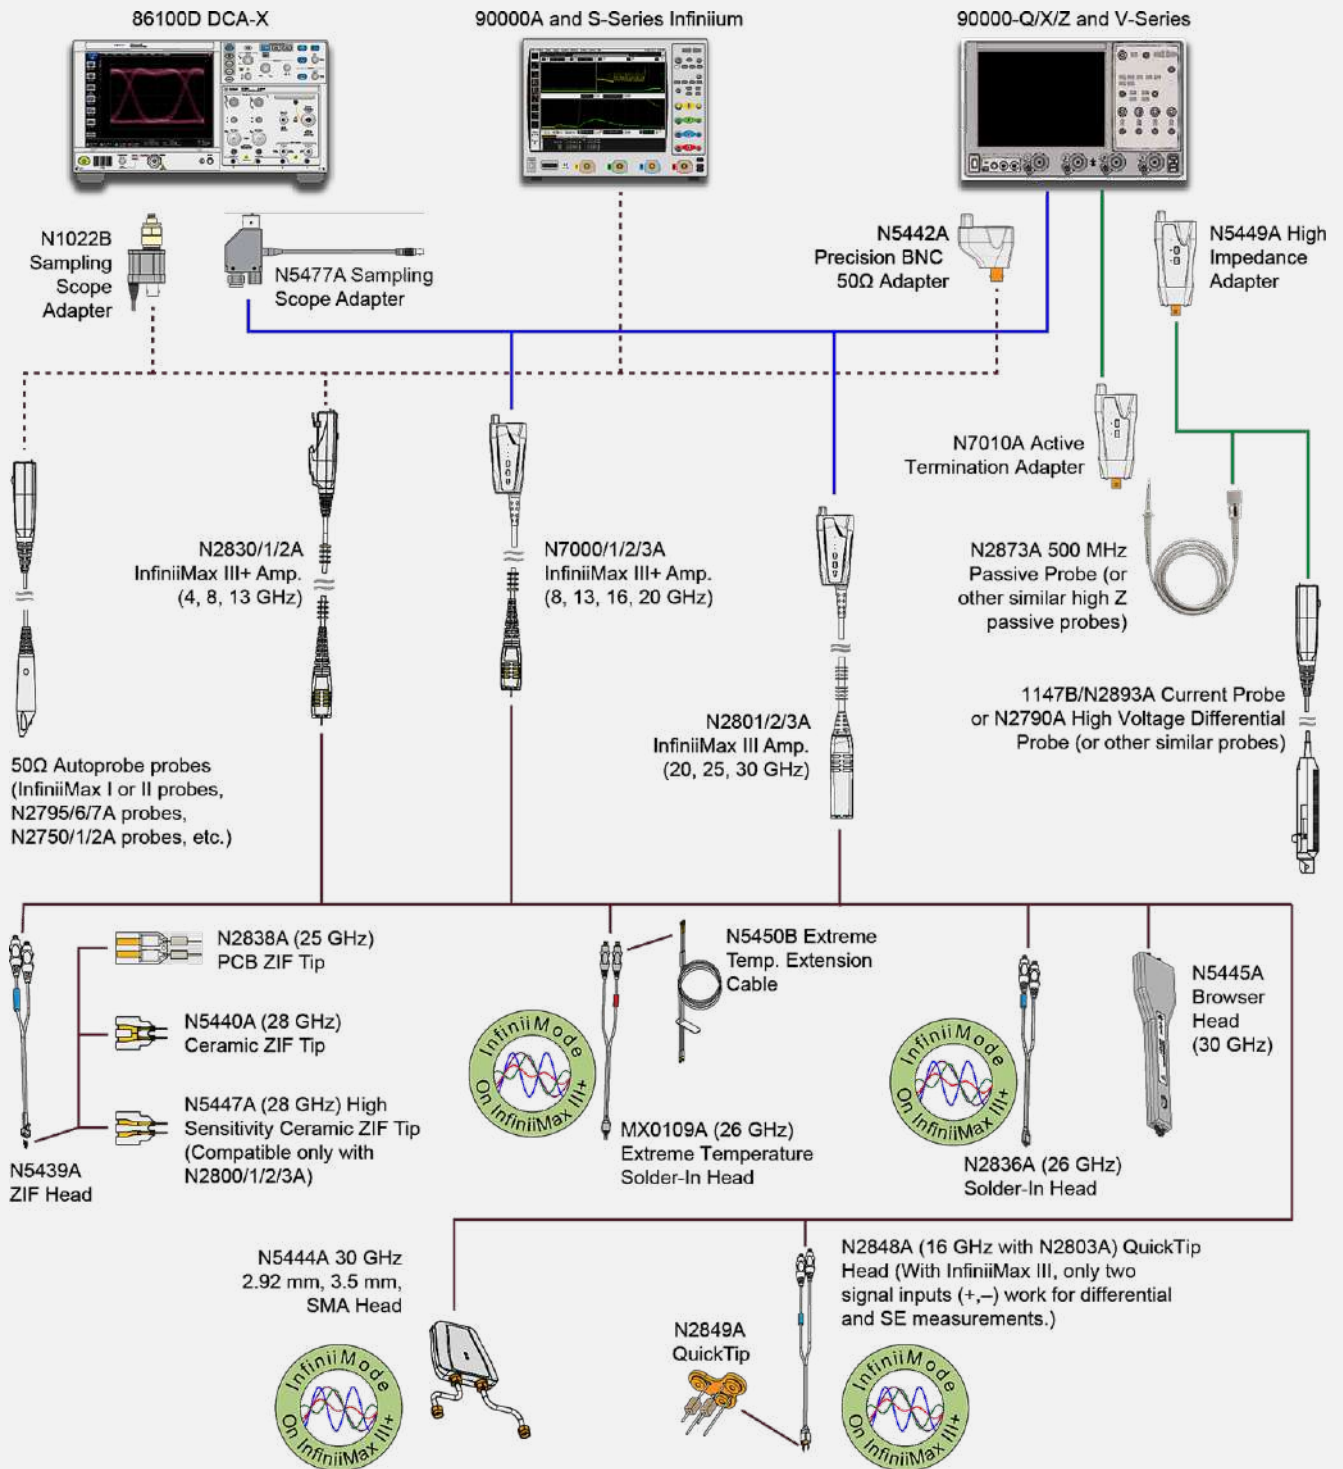 86100D DCA-X
90000A and S-Series Infiniium
90000-Q/X/Z and V-Series
N1022B
Sampling
Scope
Adapter
N5477A Sampling
Scope Adapter
N5442A
Precision BNC
50Ω Adapter
N5449A High
Impedance
Adapter
N7010A Active
Termination Adapter
N2830/1/2A
InfiniiMax III+ Amp.
(4, 8, 13 GHz)
N7000/1/2/3A
InfiniiMax III+ Amp.
(8, 13, 16, 20 GHz)
N2873A 500 MHz
Passive Probe (or
other similar high Z
passive probes)
N2801/2/3A
InfiniiMax III Amp.
(20, 25, 30 GHz)
1147B/N2893A Current Probe
or N2790A High Voltage Differential
Probe (or other similar probes)
50Ω Autoprobe probes
(InfiniiMax I or II probes,
N2795/6/7A probes,
N2750/1/2A probes, etc.)
N2838A (25 GHz)
PCB ZIF Tip
N5440A (28 GHz)
Ceramic ZIF Tip
N5447A (28 GHz) High
Sensitivity Ceramic ZIF Tip
(Compatible only with
N2800/1/2/3A)
N5439A
ZIF Head
N5450B Extreme
Temp. Extension
Cable
InfiniiMode
On InfiniiMax III+
MX0109A (26 GHz)
Extreme Temperature
Solder-In Head
InfiniiMode
On InfiniiMax III+
N2836A (26 GHz)
Solder-In Head
N5445A
Browser
Head
(30 GHz)
N5444A 30 GHz
2.92 mm, 3.5 mm,
SMA Head
InfiniiMode
On InfiniiMax III+
N2849A
QuickTip
N2848A (16 GHz with N2803A) QuickTip
Head (With InfiniiMax III, only two
signal inputs (+,–) work for differential
and SE measurements.)
InfiniiMode
On InfiniiMax III+